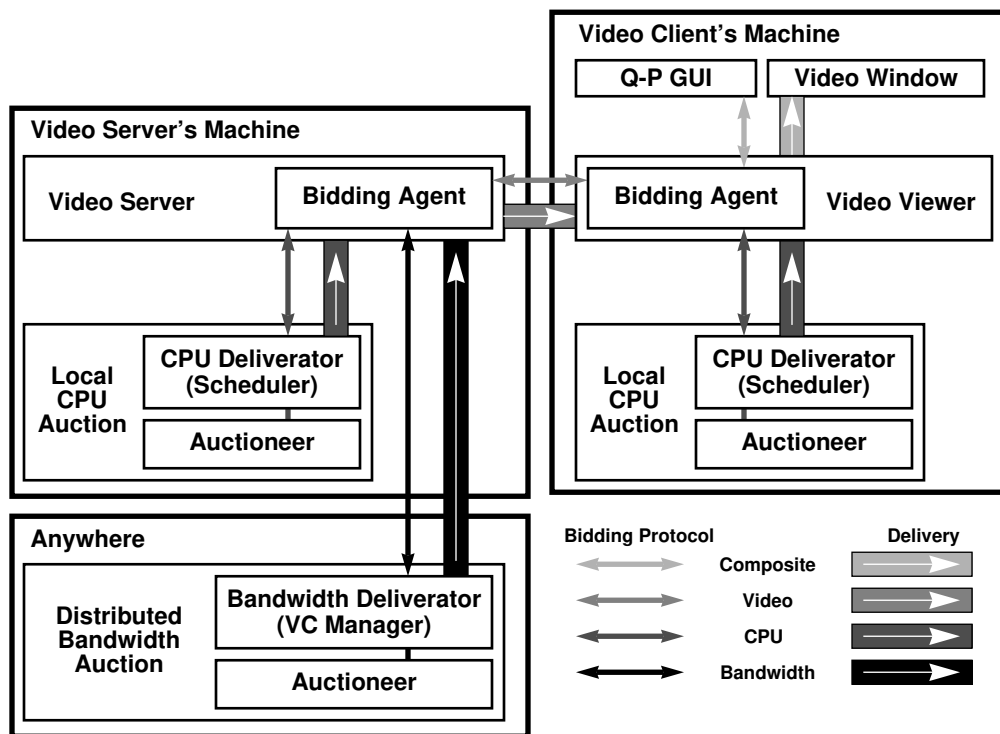 Video Client's Machine
Q-P GUI
Video Window
Bidding Agent
Video Viewer
Local
CPU
Auction
CPU Deliverator
(Scheduler)
Auctioneer
Video Server's Machine
Video Server
Bidding Agent
Local
CPU
Auction
CPU Deliverator
(Scheduler)
Auctioneer
Anywhere
Distributed
Bandwidth
Auction
Bandwidth Deliverator
(VC Manager)
Auctioneer
Bidding Protocol
Delivery
Composite
Video
CPU
Bandwidth